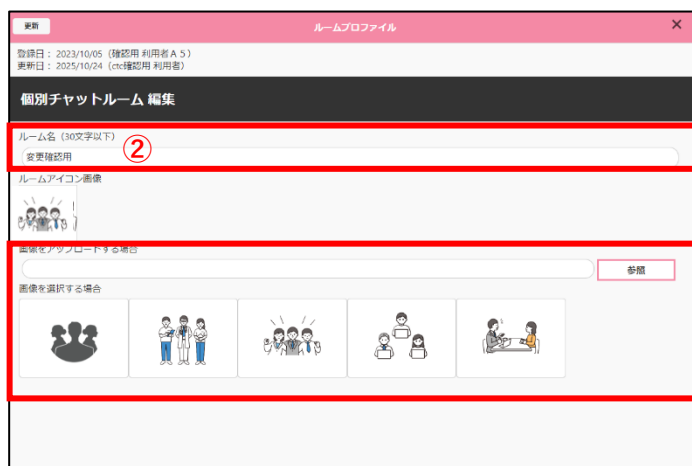 更新
ルームプロファイル
×
登録日： 2023/10/05（確認用 利用者Ａ５）
更新日： 2025/10/24（ctc確認用 利用者）
個別チャットルーム 編集
ルーム名（30文字以下）
②
変更確認用
ルームアイコン画像
画像をアップロードする場合
参照
画像を選択する場合